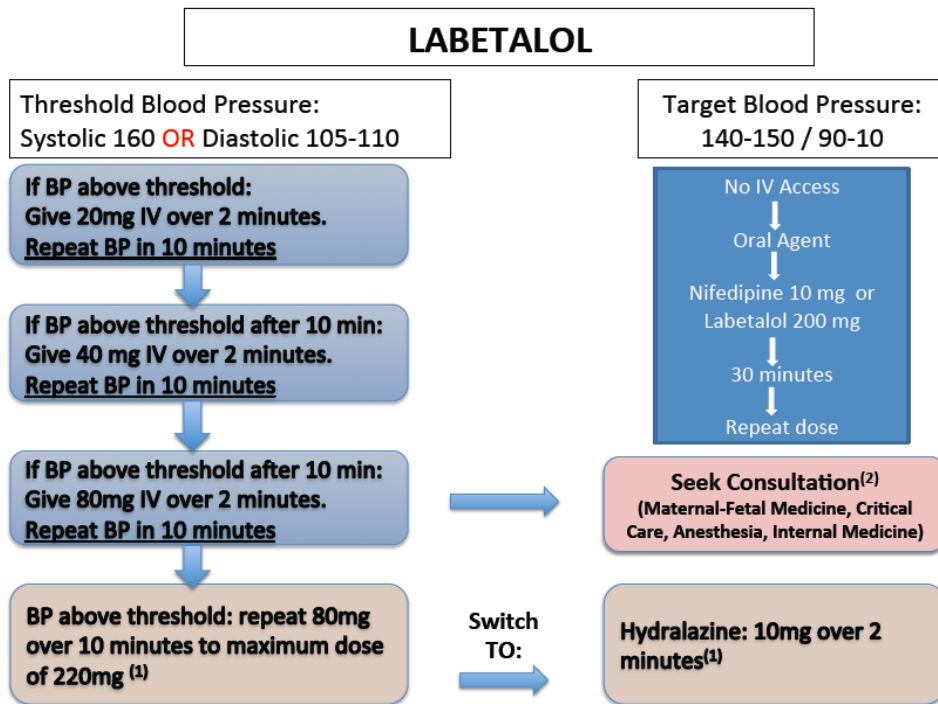 LABETALOL
Threshold Blood Pressure:
Systolic 160 OR Diastolic 105-110
Target Blood Pressure:
140-150 / 90-10
If BP above threshold:
Give 20mg IV over 2 minutes.
Repeat BP in 10 minutes
If BP above threshold after 10 min:
Give 40 mg IV over 2 minutes.
Repeat BP in 10 minutes
If BP above threshold after 10 min:
Give 80mg IV over 2 minutes.
Repeat BP in 10 minutes
BP above threshold: repeat 80mg
over 10 minutes to maximum dose
of 220mg (1)
No IV Access
Oral Agent
Nifedipine 10 mg or
Labetalol 200 mg
30 minutes
Repeat dose
Seek Consultation(2)
(Maternal-Fetal Medicine, Critical
Care, Anesthesia, Internal Medicine)
Switch
TO:
Hydralazine: 10mg over 2
minutes(1)